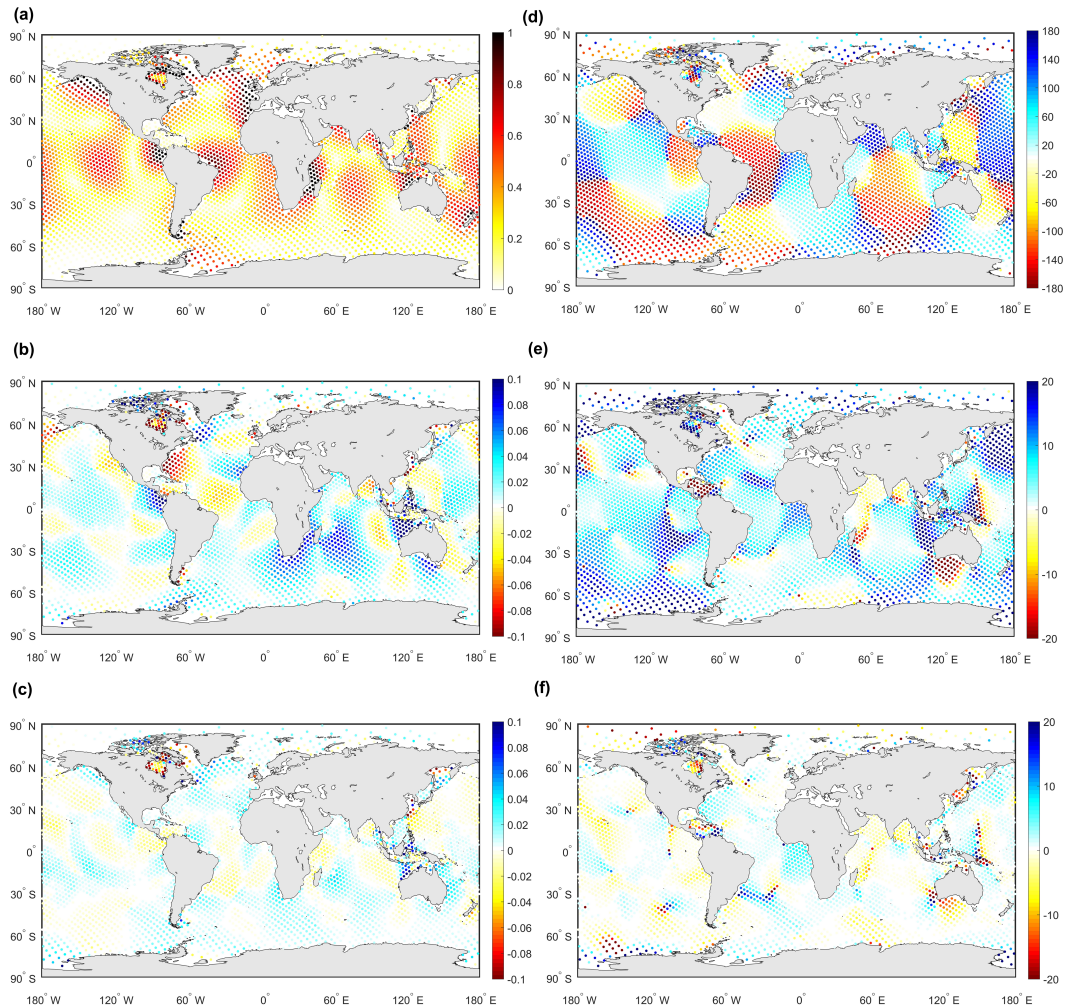 (a)
90° N
60° N
30° N
0°
30° S
60° S
90° S
180° W
120° W
60° W
0°
60° E
120° E
180° E
1
0.8
0.6
0.4
0.2
0
(d)
90° N
60° N
30° N
0°
30° S
60° S
90° S
180° W
120° W
60° W
0°
60° E
120° E
180° E
180
140
100
60
20
-20
-60
-100
-140
-180
(b)
90° N
60° N
30° N
0°
30° S
60° S
90° S
180° W
120° W
60° W
0°
60° E
120° E
180° E
0.1
0.08
0.06
0.04
0.02
0
-0.02
-0.04
-0.06
-0.08
-0.1
(e)
90° N
60° N
30° N
0°
30° S
60° S
90° S
180° W
120° W
60° W
0°
60° E
120° E
180° E
20
10
0
-10
-20
(c)
90° N
60° N
30° N
0°
30° S
60° S
90° S
180° W
120° W
60° W
0°
60° E
120° E
180° E
0.1
0.08
0.06
0.04
0.02
0
-0.02
-0.04
-0.06
-0.08
-0.1
(f)
90° N
60° N
30° N
0°
30° S
60° S
90° S
180° W
120° W
60° W
0°
60° E
120° E
180° E
20
10
0
-10
-20